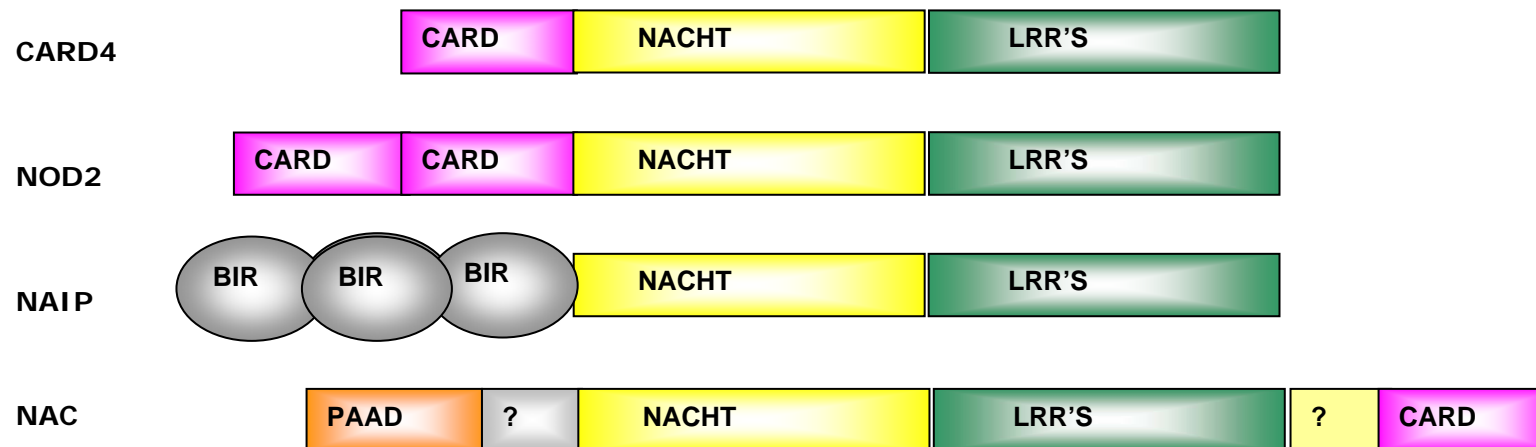 CARD4 CARD NACHT LRR'S
NOD2 CARD CARD NACHT LRR'S
NAIP BIR BIR BIR NACHT LRR'S
NAC PAAD ? NACHT LRR'S ? CARD